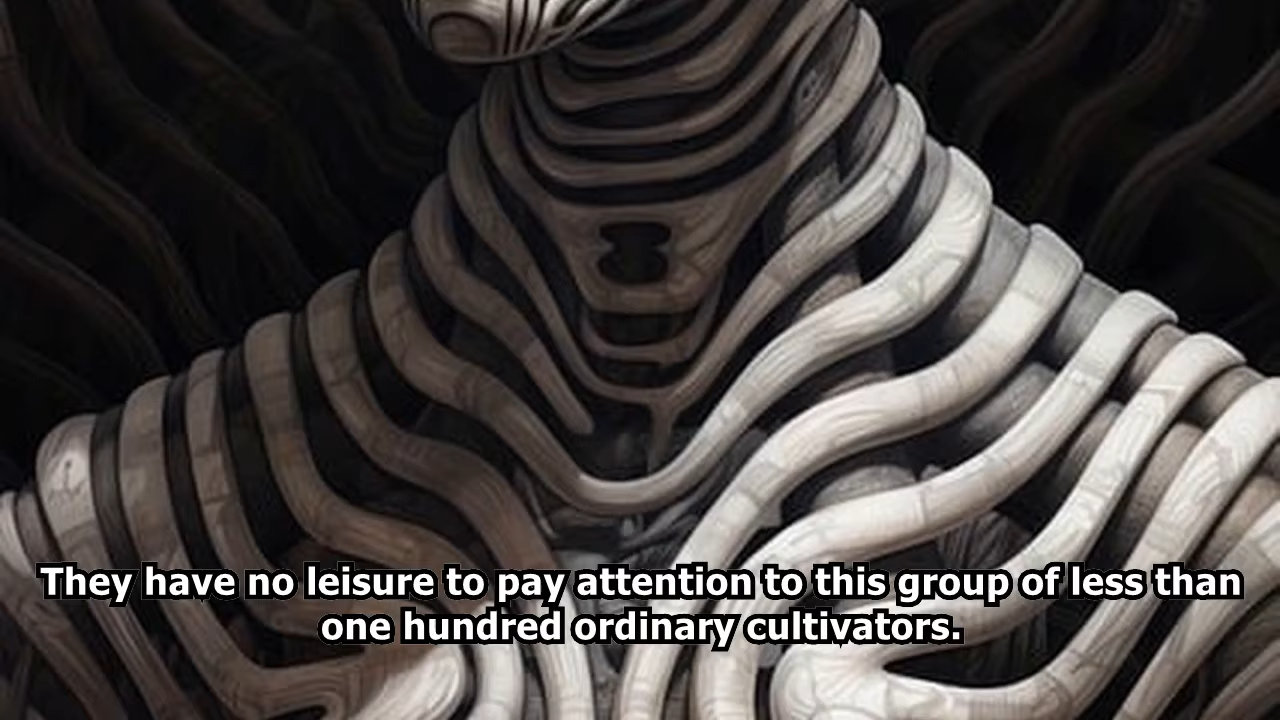 They have no leisure to pay attention to this group of less than
one hundred ordinary cultivators.